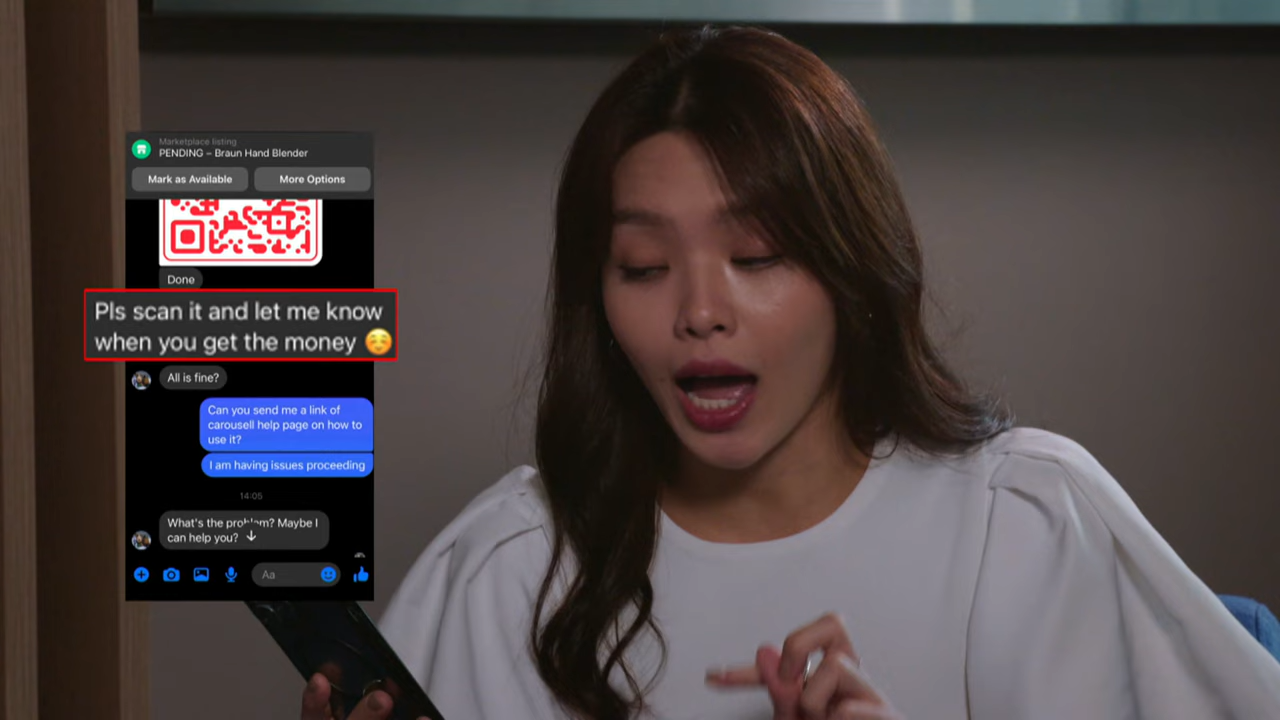 Marketplace listing
PENDING – Braun Hand Blender
Mark as Available
More Options
Done
Pls scan it and let me know
when you get the money ☺️
All is fine?
Can you send me a link of
carousell help page on how to
use it?
I am having issues proceeding
14:05
What's the problem? Maybe I
can help you?
Aa